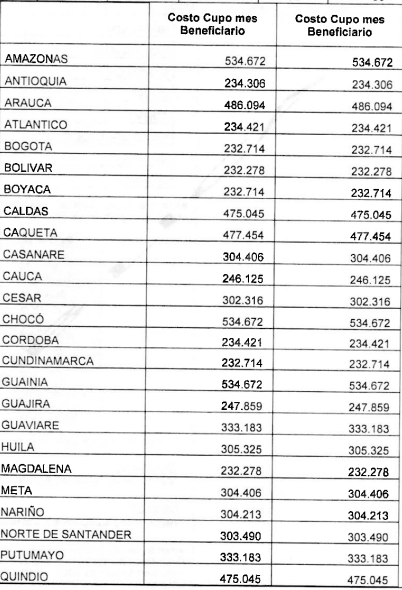 Costo Cupo mes Beneficiario Costo Cupo mes Beneficiario
AMAZONAS 534.672 534.672
ANTIOQUIA 234.306 234.306
ARAUCA 486.094 486.094
ATLANTICO 234.421 234.421
BOGOTA 232.714 232.714
BOLIVAR 232.278 232.278
BOYACA 232.714 232.714
CALDAS 475.045 475.045
CAQUETA 477.454 477.454
CASANARE 304.406 304.406
CAUCA 246.125 246.125
CESAR 302.316 302.316
CHOCÓ 534.672 534.672
CORDOBA 234.421 234.421
CUNDINAMARCA 232.714 232.714
GUAINIA 534.672 534.672
GUAJIRA 247.859 247.859
GUAVIARE 333.183 333.183
HUILA 305.325 305.325
MAGDALENA 232.278 232.278
META 304.406 304.406
NARIÑO 304.213 304.213
NORTE DE SANTANDER 303.490 303.490
PUTUMAYO 333.183 333.183
QUINDIO 475.045 475.045